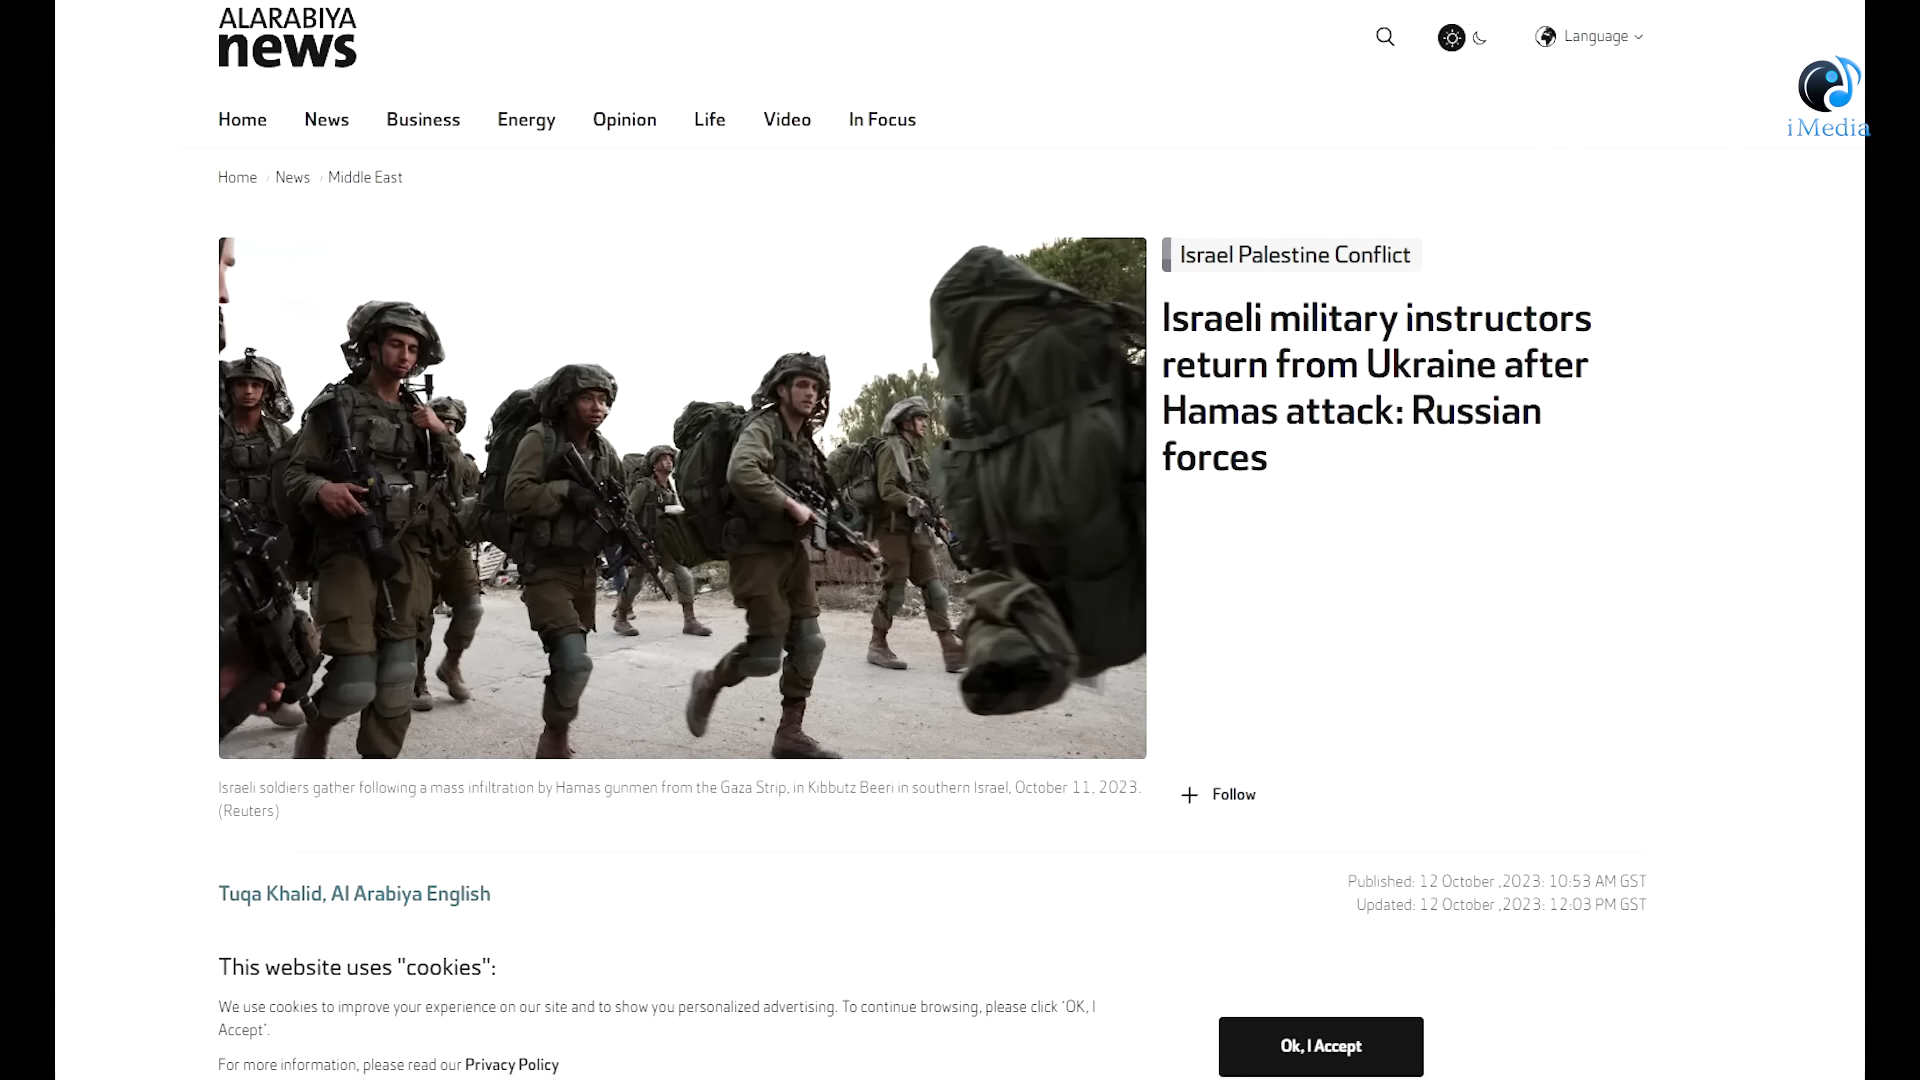 ALARABIYA
news
Language
iMedia
Home News Business Energy Opinion Life Video In Focus
Home / News / Middle East
Israel Palestine Conflict
Israeli military instructors
return from Ukraine after
Hamas attack: Russian
forces
Israeli soldiers gather following a mass infiltration by Hamas gunmen from the Gaza Strip, in Kibbutz Beeri in southern Israel, October 11, 2023.
(Reuters)
+ Follow
Tuqa Khalid, Al Arabiya English
Published: 12 October ,2023: 10:53 AM GST
Updated: 12 October ,2023: 12:03 PM GST
This website uses "cookies":
We use cookies to improve your experience on our site and to show you personalized advertising. To continue browsing, please click 'OK, I
Accept'.
For more information, please read our Privacy Policy
Ok, I Accept